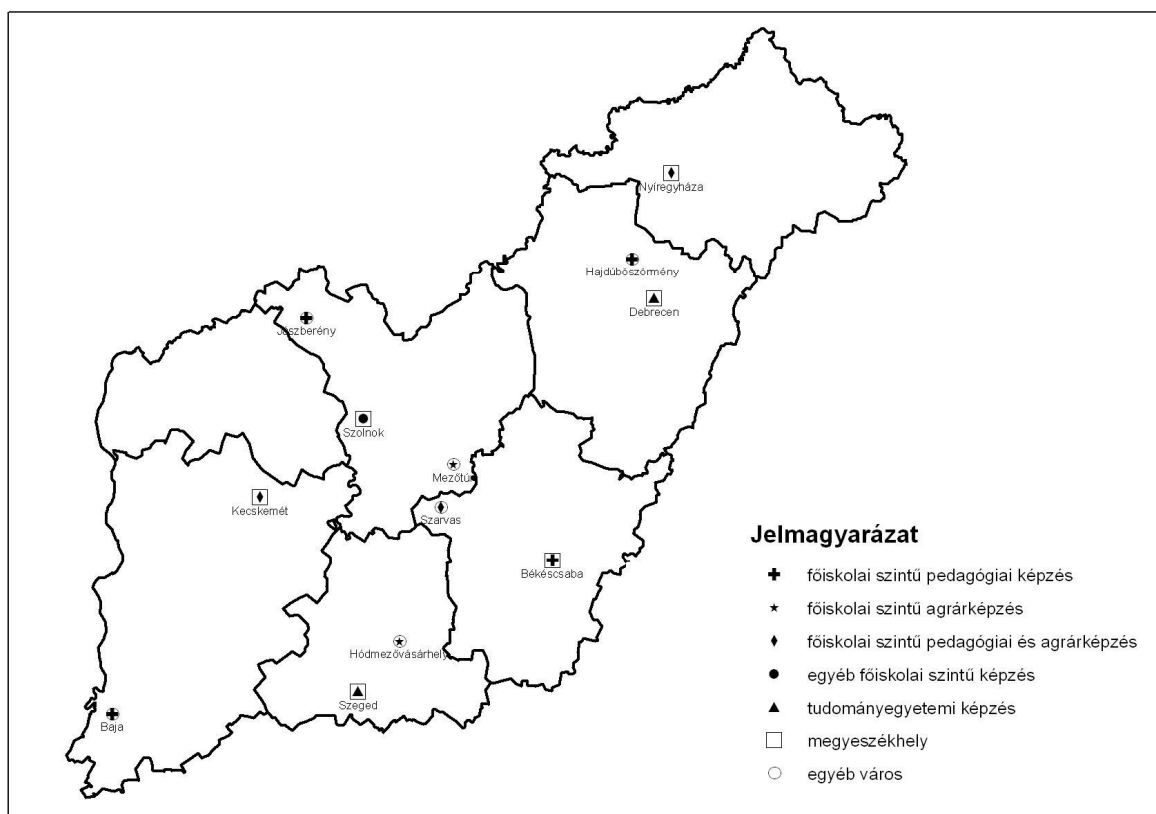 Nyíregyháza
Hajdúböszörmény
Debrecen
Jászberény
Szolnok
Mezőtúr
Kecskemét
Szarvas
Békéscsaba
Hódmezővásárhely
Szeged
Baja
Jelmagyarázat
főiskolai szintű pedagógiai képzés
főiskolai szintű agrárképzés
főiskolai szintű pedagógiai és agrárképzés
egyéb főiskolai szintű képzés
tudományegyetemi képzés
megyeszékhely
egyéb város